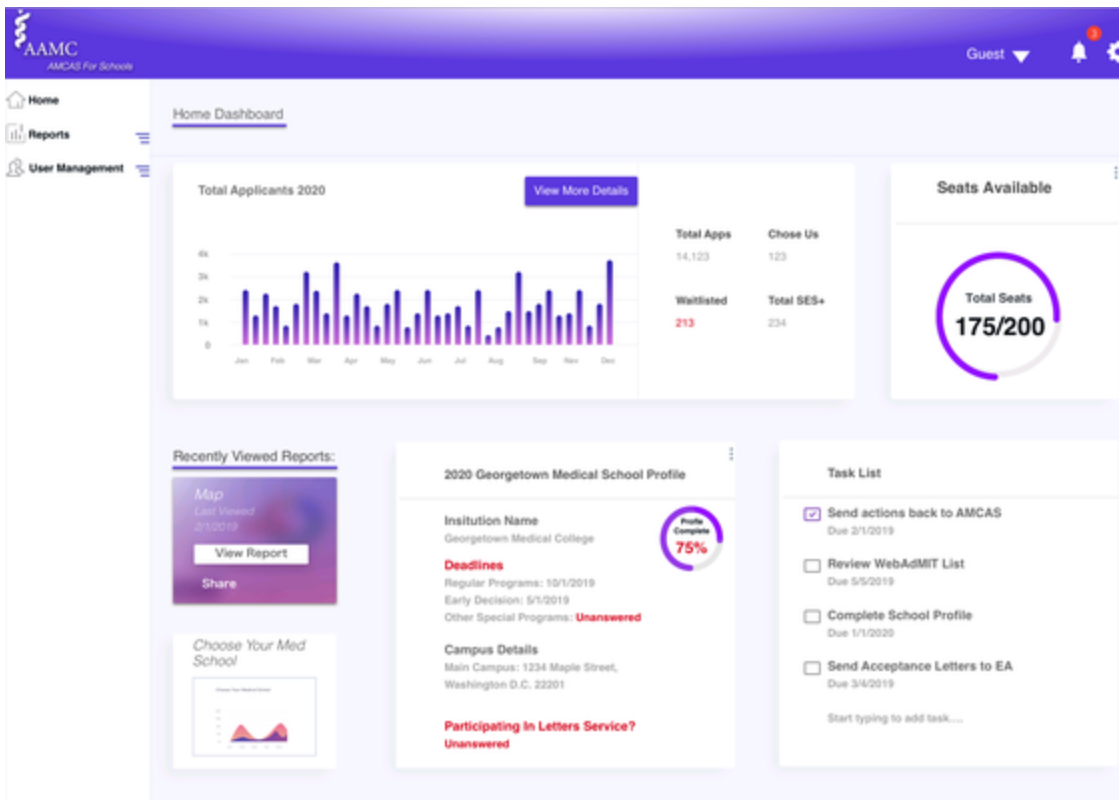 AAMC
AMCAS For Schools
Guest
3
Home
Reports
User Management
Home Dashboard
Total Applicants 2020
View More Details
4k
3k
2k
1k
0
Jan Feb Mar Apr May Jun Jul Aug Sep Nov Dec
Total Apps Chose Us
14,123 123
Waitlisted Total SES+
213 234
Seats Available
Total Seats
175/200
Recently Viewed Reports:
Map
Last Viewed
2/1/2019
View Report
Share
Choose Your Med
School
Choose Your Medical School
2020 Georgetown Medical School Profile
Insitution Name
Georgetown Medical College
Profile
Complete
75%
Deadlines
Regular Programs: 10/1/2019
Early Decision: 5/1/2019
Other Special Programs: Unanswered
Campus Details
Main Campus: 1234 Maple Street,
Washington D.C. 22201
Participating In Letters Service?
Unanswered
Task List
Send actions back to AMCAS
Due 2/1/2019
Review WebAdMIT List
Due 5/5/2019
Complete School Profile
Due 1/1/2020
Send Acceptance Letters to EA
Due 3/4/2019
Start typing to add task....